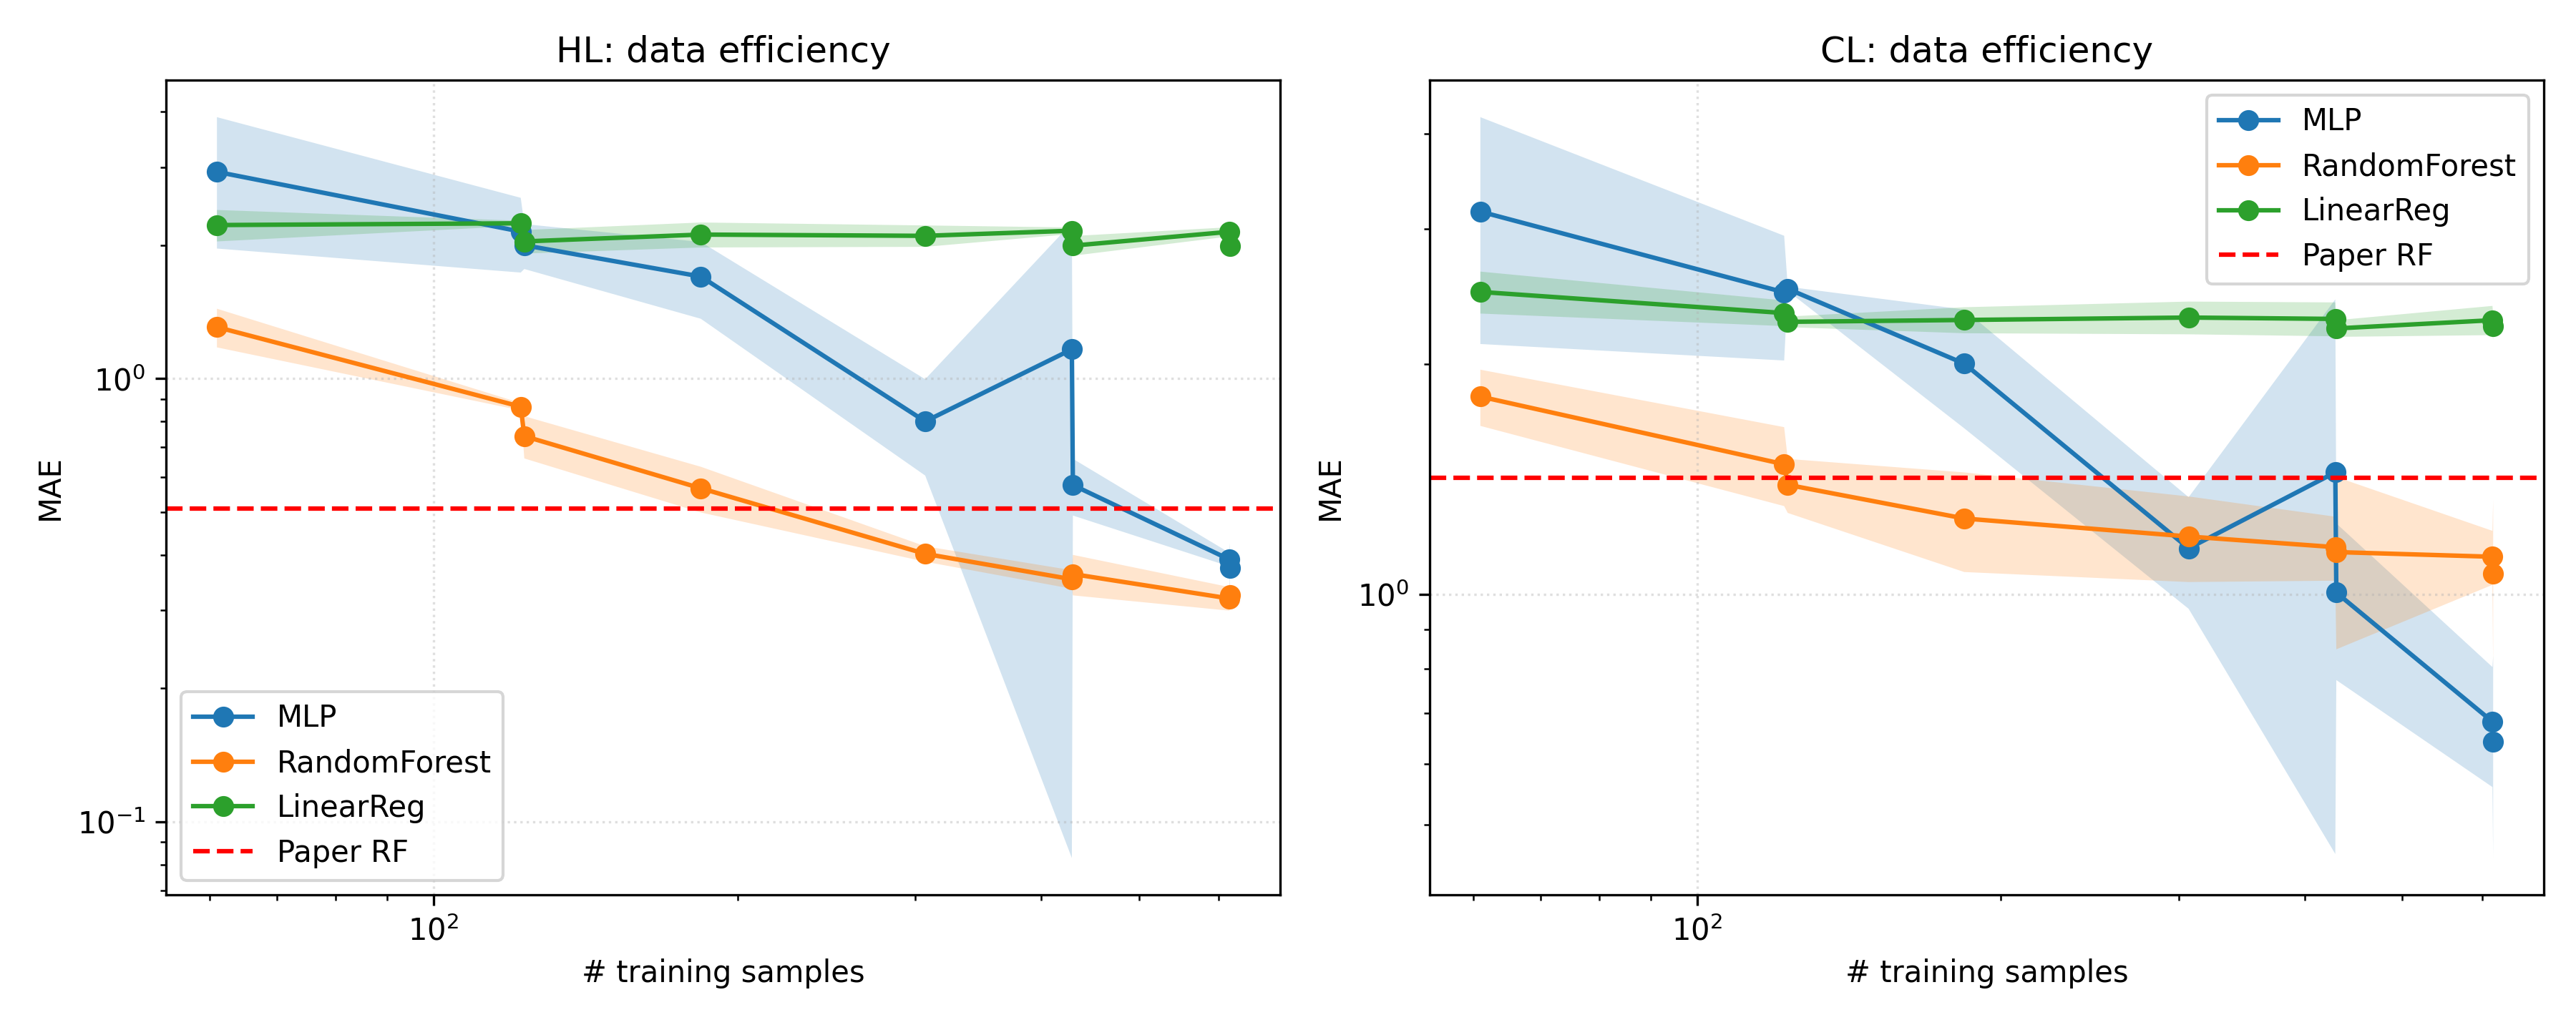 HL: data efficiency
MAE
10⁰
10⁻¹
MLP
RandomForest
LinearReg
Paper RF
10²
# training samples
CL: data efficiency
MAE
10⁰
MLP
RandomForest
LinearReg
Paper RF
10²
# training samples